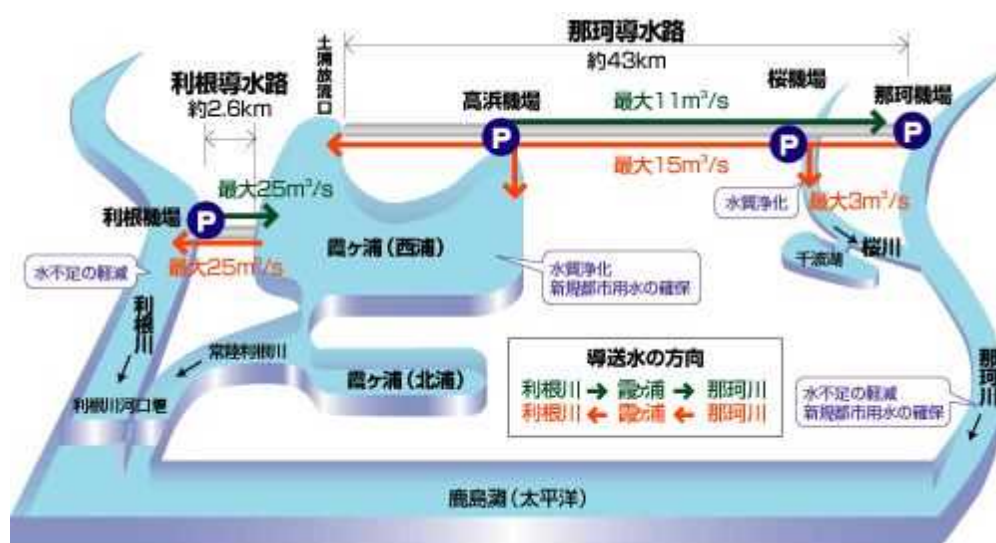 那珂導水路
約43km
土浦放流口
利根導水路
約2.6km
高浜機場
最大11m³/s
桜機場
那珂機場
P
P
P
最大15m³/s
最大25m³/s
水質浄化
最大3m³/s
利根機場
P
霞ヶ浦(西浦)
桜川
千波湖
水不足の軽減
最大25m³/s
水質浄化
新規都市用水の確保
利根川
常陸利根川
霞ヶ浦(北浦)
導送水の方向
利根川➔霞ヶ浦➔那珂川
利根川←霞ヶ浦←那珂川
那珂川
水不足の軽減
新規都市用水の確保
利根川河口堰
鹿島灘(太平洋)